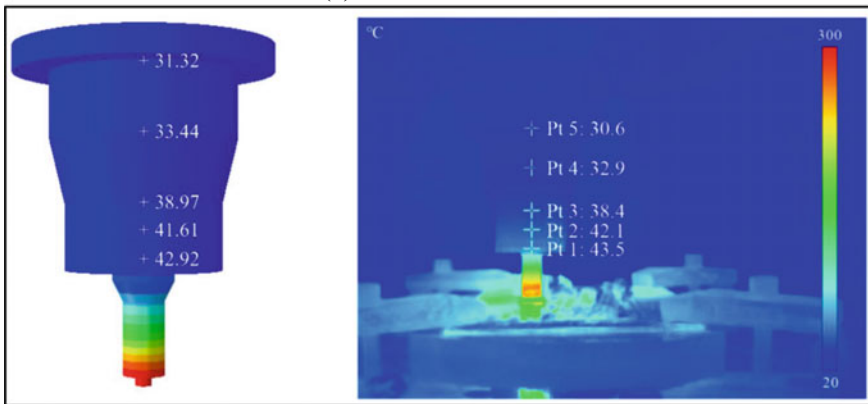 + 31.32
+ 33.44
+ 38.97
+ 41.61
+ 42.92
°C
Pt 5: 30.6
Pt 4: 32.9
Pt 3: 38.4
Pt 2: 42.1
Pt 1: 43.5
300
20